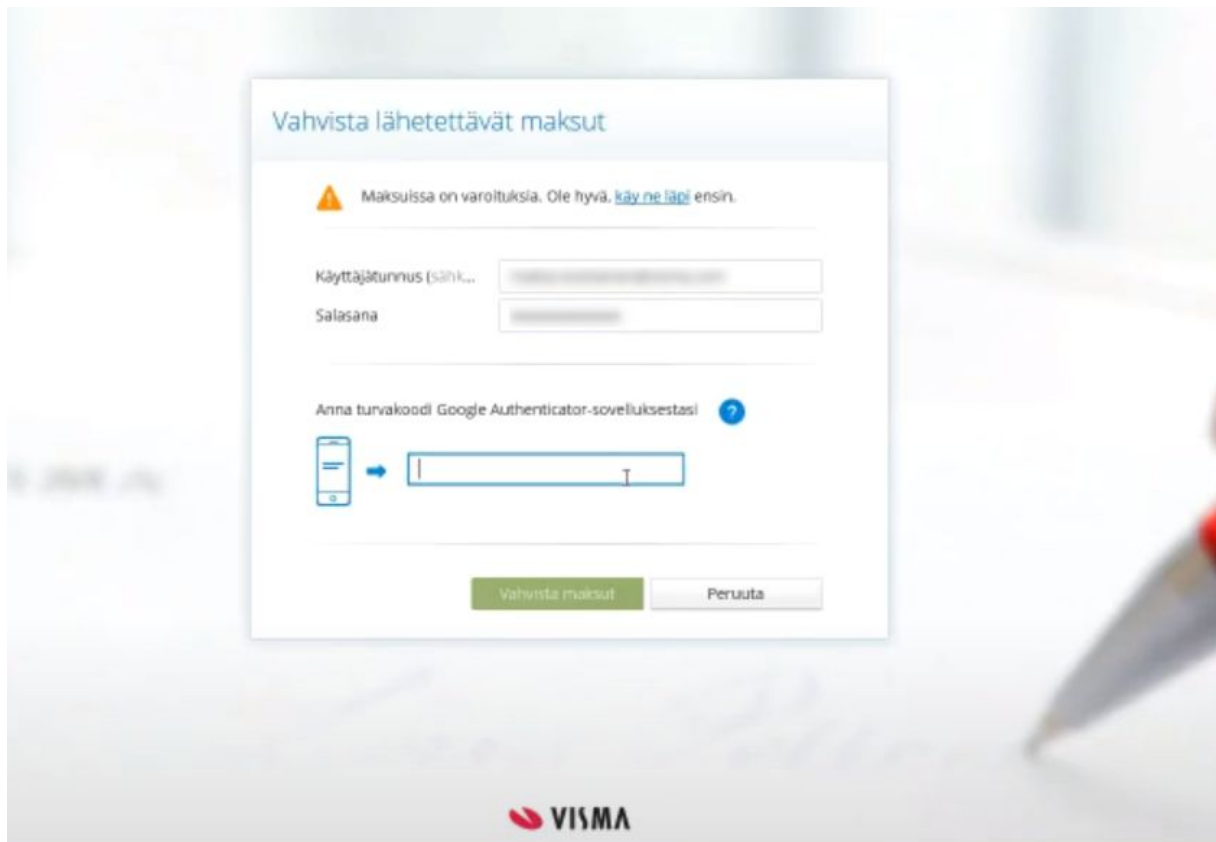 Vahvista lähetettävät maksut
Maksuissa on varoituksia. Ole hyvä, käy ne läpi ensin.
Käyttäjätunnus (sähk...
Salasana
Anna turvakoodi Google Authenticator-sovelluksestasi
?
Vahvista maksut
Peruuta
VISMA